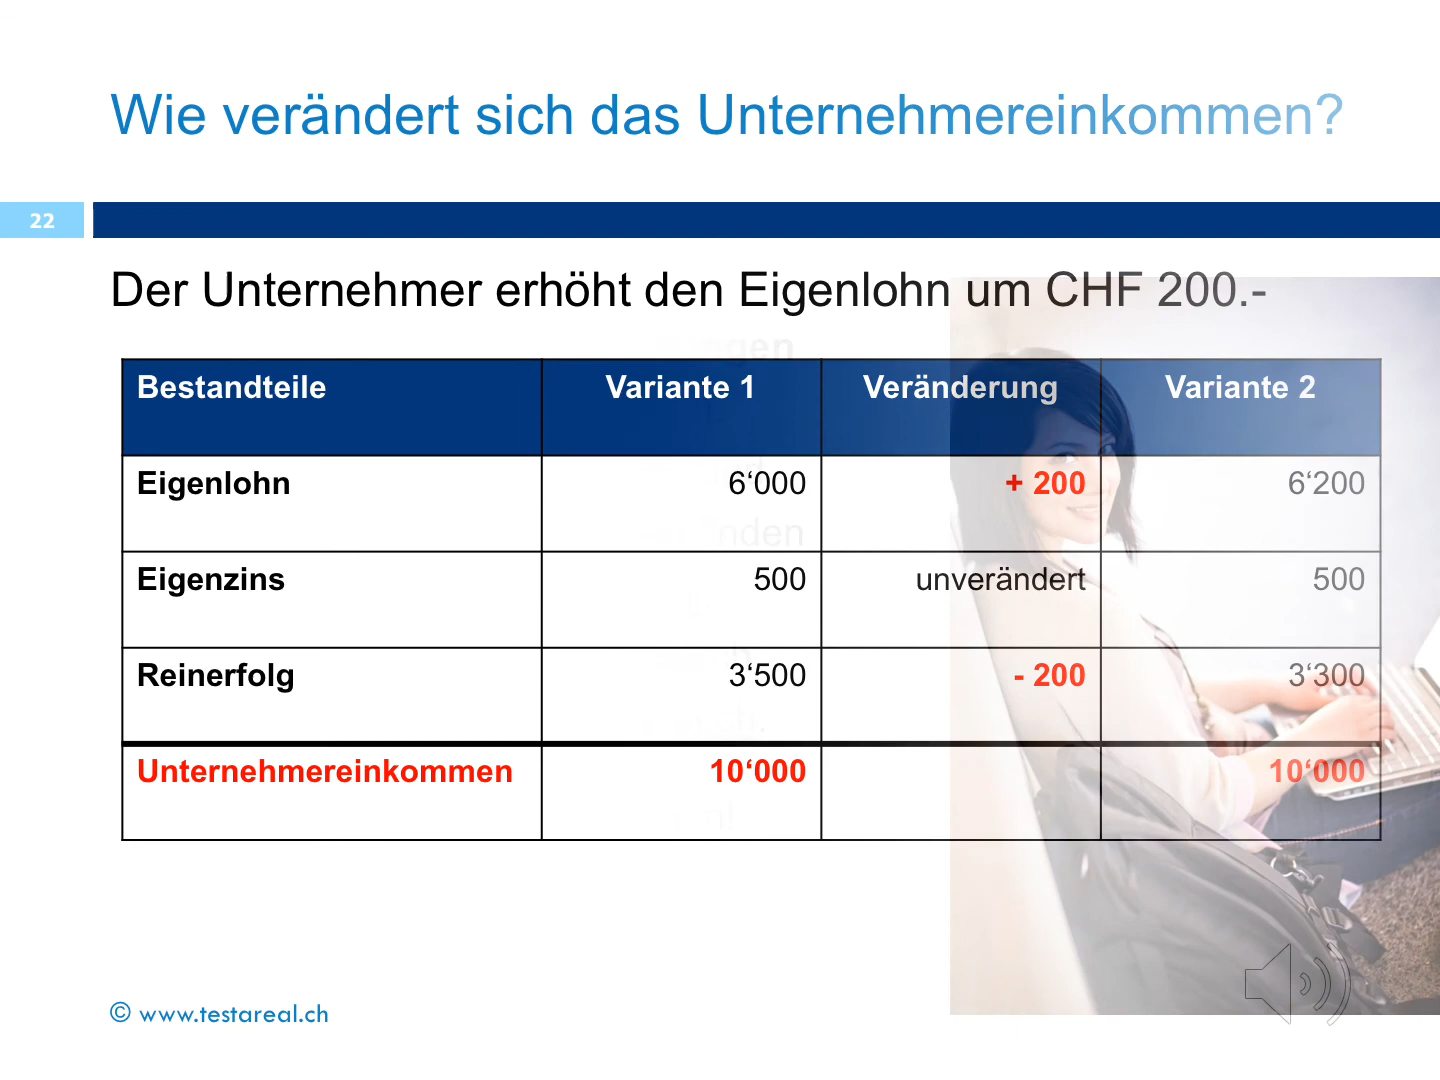 Wie verändert sich das Unternehmereinkommen?
22
Der Unternehmer erhöht den Eigenlohn um CHF 200.-
Bestandteile Variante 1 Veränderung Variante 2
Eigenlohn 6‘000 + 200 6‘200
Eigenzins 500 unverändert 500
Reinerfolg 3‘500 - 200 3‘300
Unternehmereinkommen 10‘000 10‘000
© www.testareal.ch